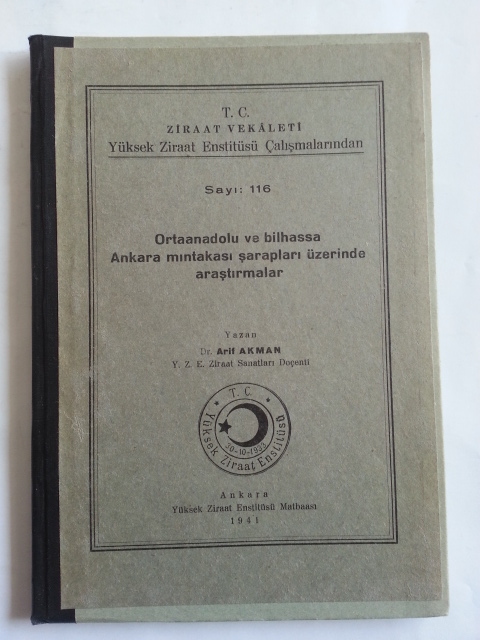 T. C.
ZİRAAT VEKÂLETİ
Yüksek Ziraat Enstitüsü Çalışmalarından
Sayı: 116
Ortaanadolu ve bilhassa
Ankara mıntakası şarapları üzerinde
araştırmalar
Yazan
Dr. Arif AKMAN
Y. Z. E. Ziraat Sanatları Doçenti
T. C.
Yüksek Ziraat Enstitüsü
30-10-1933
Ankara
Yüksek Ziraat Enstitüsü Matbaası
1941